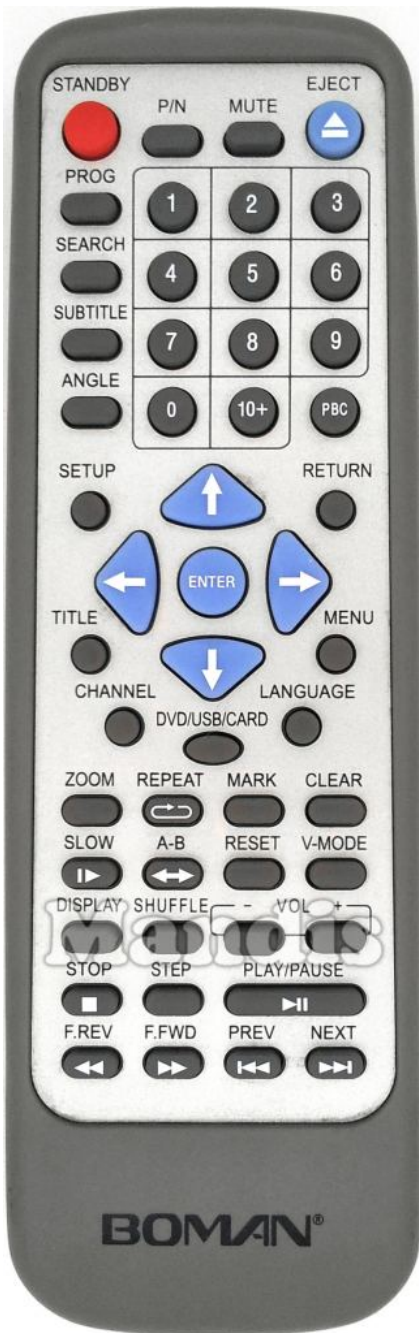 STANDBY P/N MUTE EJECT
PROG 1 2 3
SEARCH 4 5 6
SUBTITLE 7 8 9
ANGLE 0 10+ PBC
SETUP RETURN
ENTER
TITLE MENU
CHANNEL LANGUAGE
DVD/USB/CARD
ZOOM REPEAT MARK CLEAR
SLOW A-B RESET V-MODE
DISPLAY SHUFFLE - VOL +
Mandis
STOP STEP PLAY/PAUSE
F.REV F.FWD PREV NEXT
BOMAN®